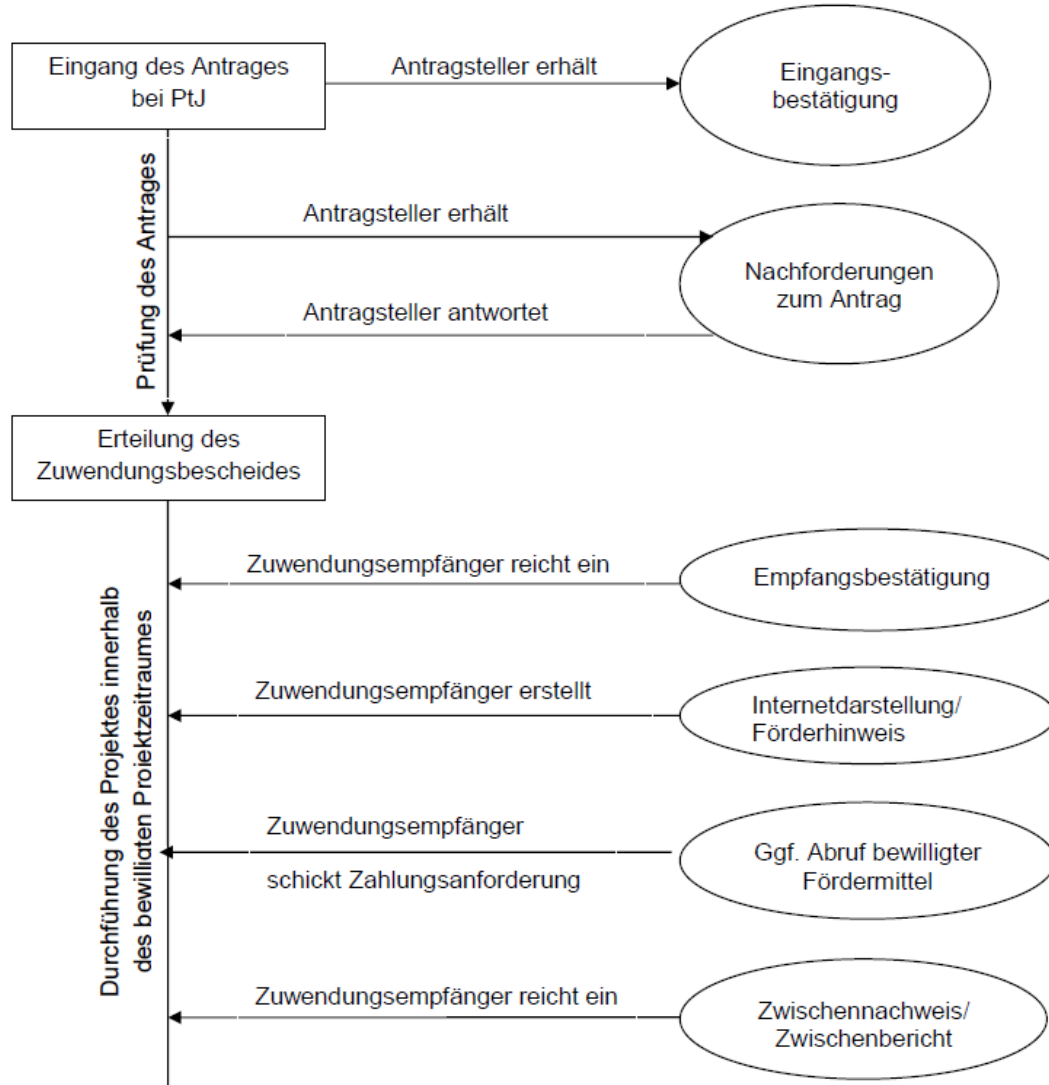 Eingang des Antrages
bei PtJ
Antragsteller erhält
Eingangs-
bestätigung
Prüfung des Antrages
Antragsteller erhält
Nachforderungen
zum Antrag
Antragsteller antwortet
Erteilung des
Zuwendungsbescheides
Zuwendungsempfänger reicht ein
Empfangsbestätigung
Durchführung des Projektes innerhalb
des bewilligten Projektzeitraumes
Zuwendungsempfänger erstellt
Internetdarstellung/
Förderhinweis
Zuwendungsempfänger
schickt Zahlungsanforderung
Ggf. Abruf bewilligter
Fördermittel
Zuwendungsempfänger reicht ein
Zwischennachweis/
Zwischenbericht